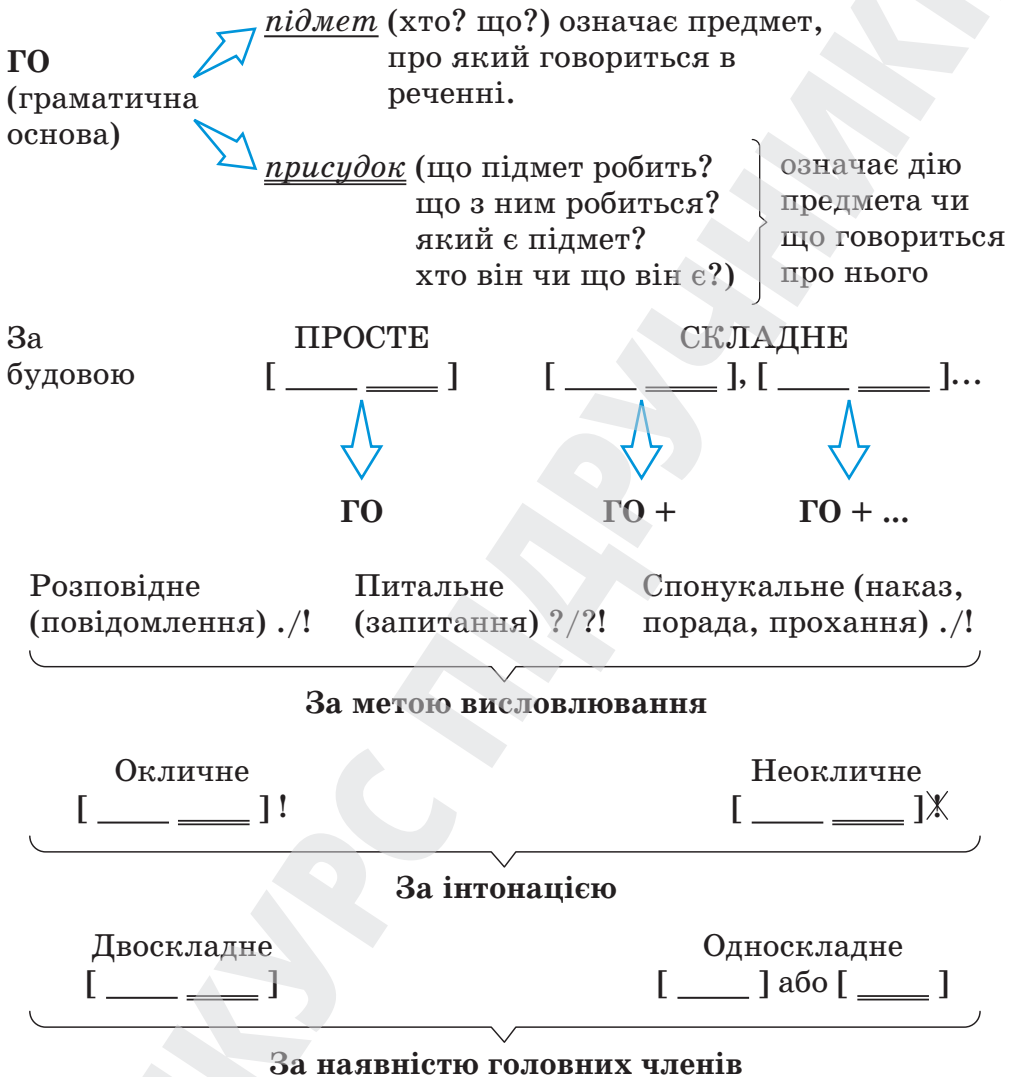 підмет (хто? що?) означає предмет,
про який говориться в
реченні.
ГО
(граматична
основа)
присудок (що підмет робить?
що з ним робиться?
який є підмет?
хто він чи що він є?)
означає дію
предмета чи
що говориться
про нього
За
будовою
ПРОСТЕ
[ ____ ____ ]
СКЛАДНЕ
[ ____ ____ ], [ ____ ____ ]...
ГО
ГО +
ГО + ...
Розповідне
(повідомлення) ./!
Питальне
(запитання) ?/?!
Спонукальне (наказ,
порада, прохання) ./!
За метою висловлювання
Окличне
[ ____ ____ ] !
Неокличне
[ ____ ____ ]!
За інтонацією
Двоскладне
[ ____ ____ ]
Односкладне
[ ____ ] або [ ____ ]
За наявністю головних членів